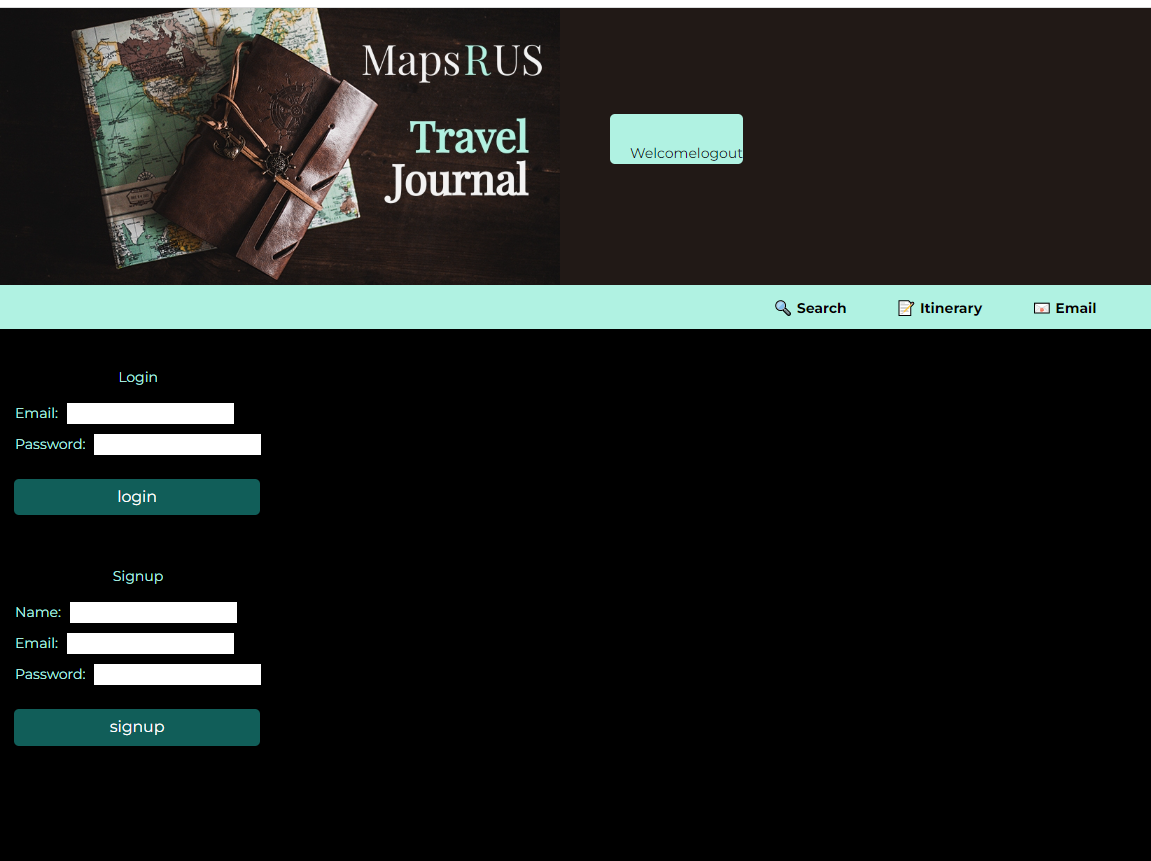 MapsRUS
Travel
Journal
Welcomelogout
🔍 Search 📝 Itinerary 💌 Email
Login
Email:
Password:
login
Signup
Name:
Email:
Password:
signup